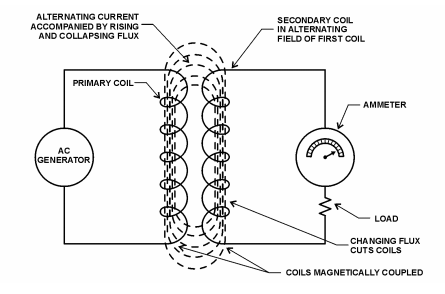 ALTERNATING CURRENT
ACCOMPANIED BY RISING
AND COLLAPSING FLUX
SECONDARY COIL
IN ALTERNATING
FIELD OF FIRST COIL
PRIMARY COIL
AMMETER
AC
GENERATOR
LOAD
CHANGING FLUX
CUTS COILS
COILS MAGNETICALLY COUPLED